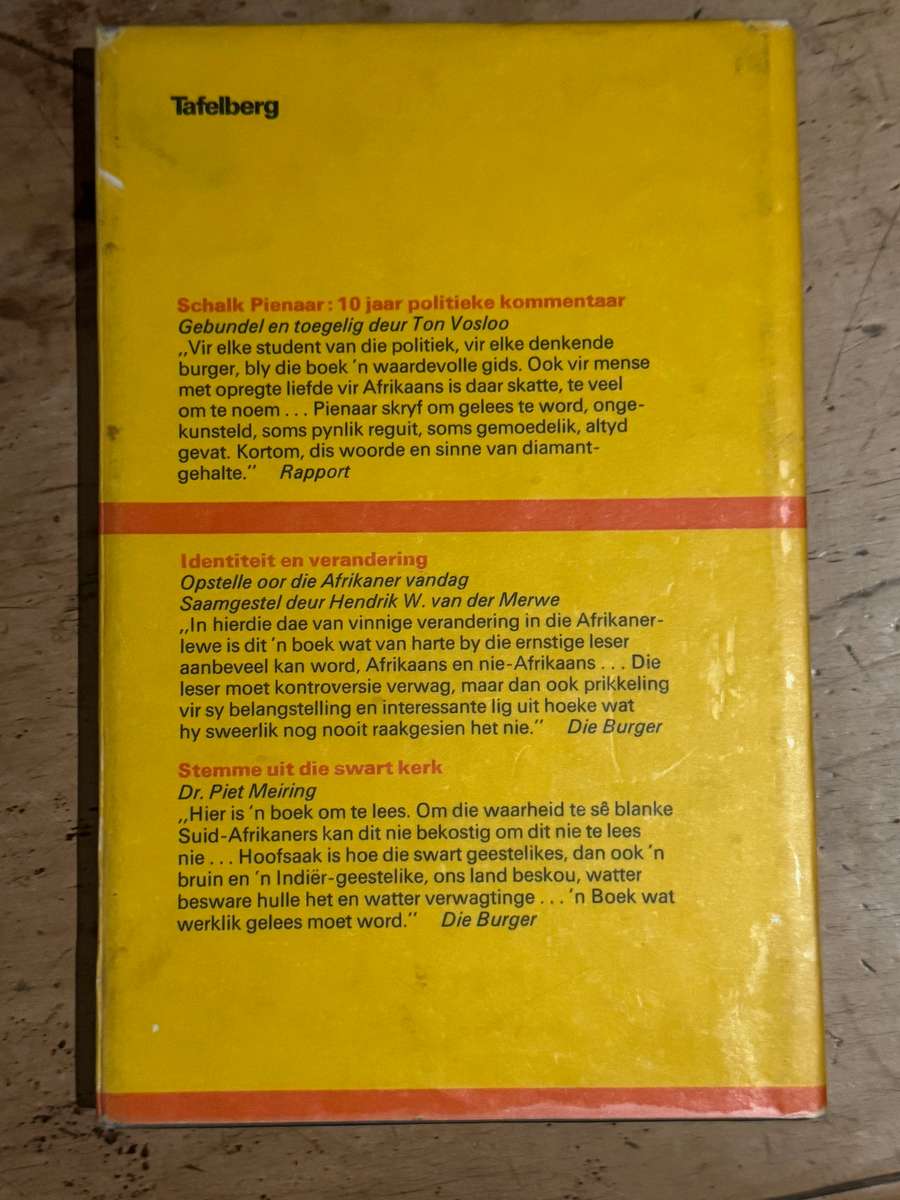 Tafelberg
Schalk Pienaar: 10 jaar politieke kommentaar
Gebundel en toegelig deur Ton Vosloo
„Vir elke student van die politiek, vir elke denkende
burger, bly die boek 'n waardevolle gids. Ook vir mense
met opregte liefde vir Afrikaans is daar skatte, te veel
om te noem ... Pienaar skryf om gelees te word, onge-
kunsteld, soms pynlik reguit, soms gemoedelik, altyd
gevat. Kortom, dis woorde en sinne van diamant-
gehalte.” Rapport
Identiteit en verandering
Opstelle oor die Afrikaner vandag
Saamgestel deur Hendrik W. van der Merwe
„In hierdie dae van vinnige verandering in die Afrikaner-
lewe is dit 'n boek wat van harte by die ernstige leser
aanbeveel kan word, Afrikaans en nie-Afrikaans ... Die
leser moet kontroversie verwag, maar dan ook prikkeling
vir sy belangstelling en interessante lig uit hoeke wat
hy sweerlik nog nooit raakgesien het nie.” Die Burger
Stemme uit die swart kerk
Dr. Piet Meiring
„Hier is 'n boek om te lees. Om die waarheid te sê blanke
Suid-Afrikaners kan dit nie bekostig om dit nie te lees
nie ... Hoofsaak is hoe die swart geestelikes, dan ook 'n
bruin en 'n Indiër-geestelike, ons land beskou, watter
besware hulle het en watter verwagtinge ... 'n Boek wat
werklik gelees moet word.” Die Burger